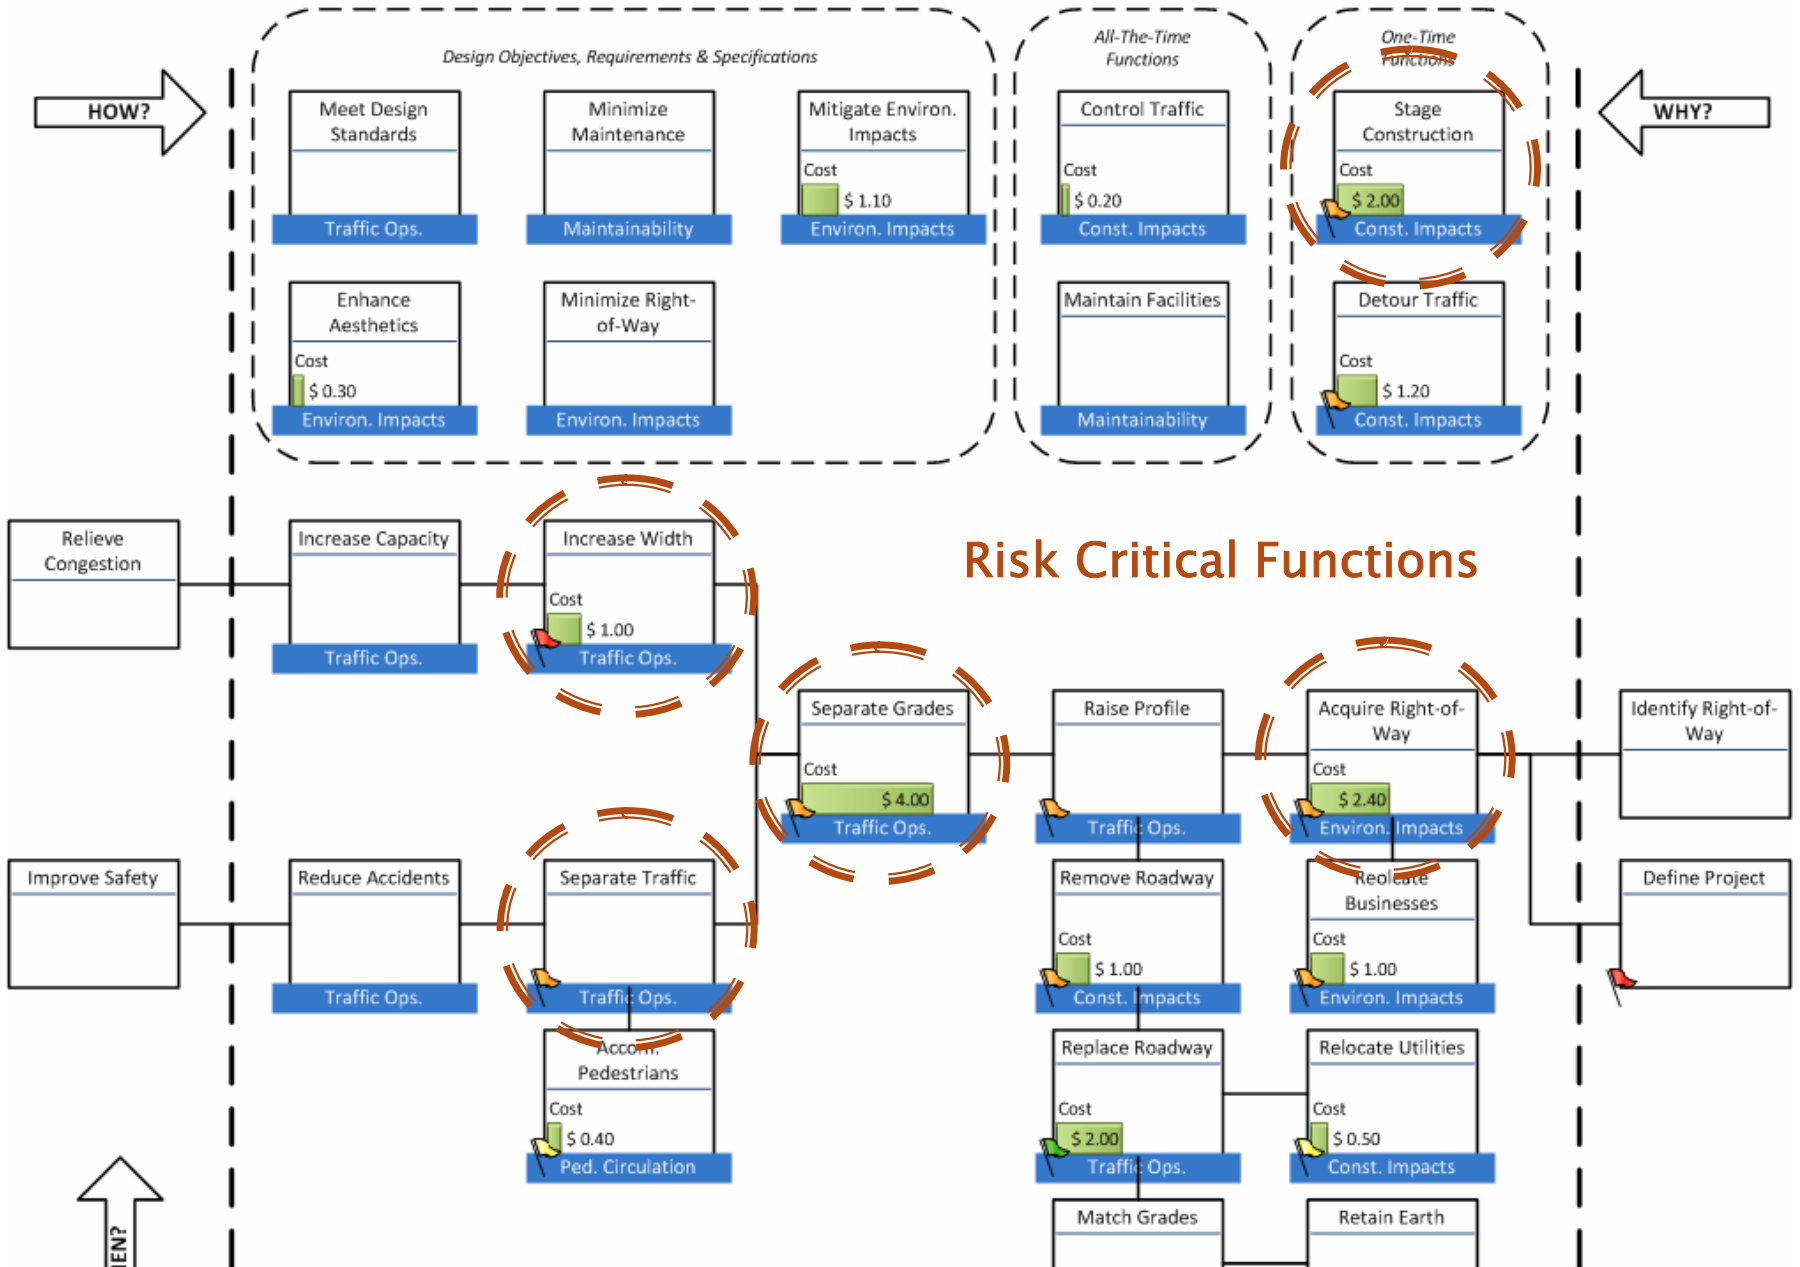 HOW?
WHY?
Design Objectives, Requirements & Specifications
All-The-Time
Functions
One-Time
Functions
Meet Design
Standards
Traffic Ops.
Minimize
Maintenance
Maintainability
Mitigate Environ.
Impacts
Cost
$ 1.10
Environ. Impacts
Control Traffic
Cost
$ 0.20
Const. Impacts
Stage
Construction
Cost
$ 2.00
Const. Impacts
Enhance
Aesthetics
Cost
$ 0.30
Environ. Impacts
Minimize Right-
of-Way
Environ. Impacts
Maintain Facilities
Maintainability
Detour Traffic
Cost
$ 1.20
Const. Impacts
Relieve
Congestion
Increase Capacity
Traffic Ops.
Increase Width
Cost
$ 1.00
Traffic Ops.
Risk Critical Functions
Separate Grades
Cost
$ 4.00
Traffic Ops.
Raise Profile
Traffic Ops.
Acquire Right-of-
Way
Cost
$ 2.40
Environ. Impacts
Identify Right-of-
Way
Improve Safety
Reduce Accidents
Traffic Ops.
Separate Traffic
Traffic Ops.
Remove Roadway
Cost
$ 1.00
Const. Impacts
Reolcate
Businesses
Cost
$ 1.00
Environ. Impacts
Define Project
Accom.
Pedestrians
Cost
$ 0.40
Ped. Circulation
Replace Roadway
Cost
$ 2.00
Traffic Ops.
Relocate Utilities
Cost
$ 0.50
Const. Impacts
Match Grades
Retain Earth